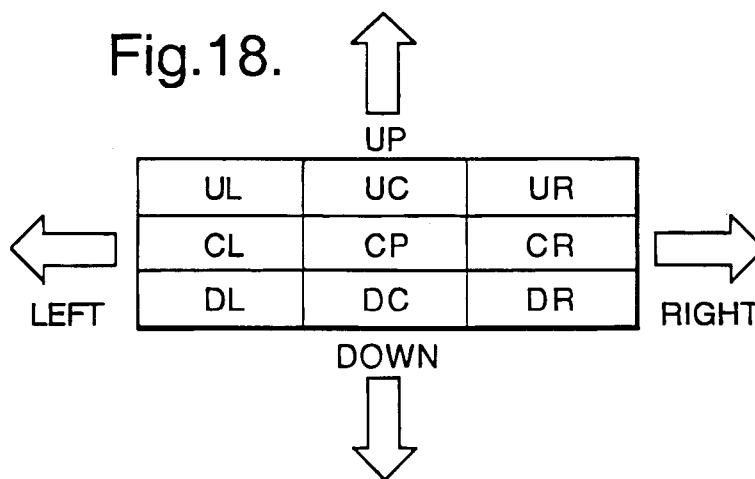 Fig.18.
UP
UL UC UR
CL CP CR
LEFT DL DC DR RIGHT
DOWN